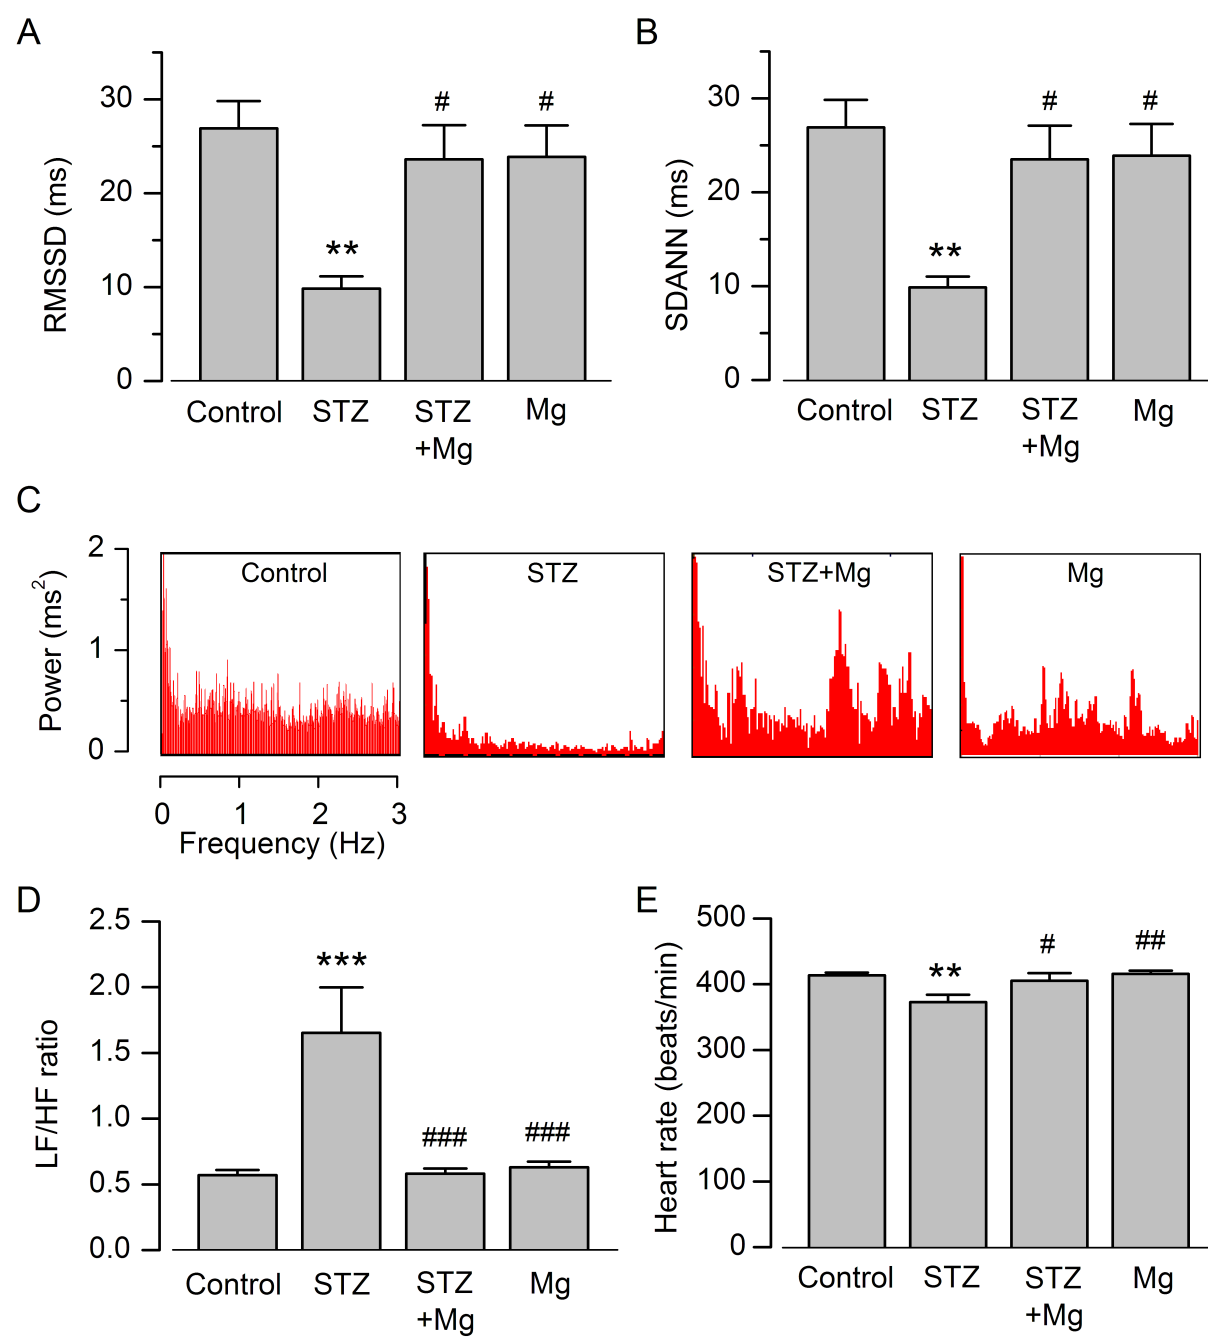 A
RMSSD (ms)
30
20
10
0
**
#
#
Control
STZ
STZ
+Mg
Mg
B
SDANN (ms)
30
20
10
0
**
#
#
Control
STZ
STZ
+Mg
Mg
C
Power (ms²)
2
1
0
Control
STZ
STZ+Mg
Mg
0 1 2 3
Frequency (Hz)
D
LF/HF ratio
2.5
2.0
1.5
1.0
0.5
0.0
***
###
###
Control
STZ
STZ
+Mg
Mg
E
Heart rate (beats/min)
500
400
300
200
100
0
**
#
##
Control
STZ
STZ
+Mg
Mg